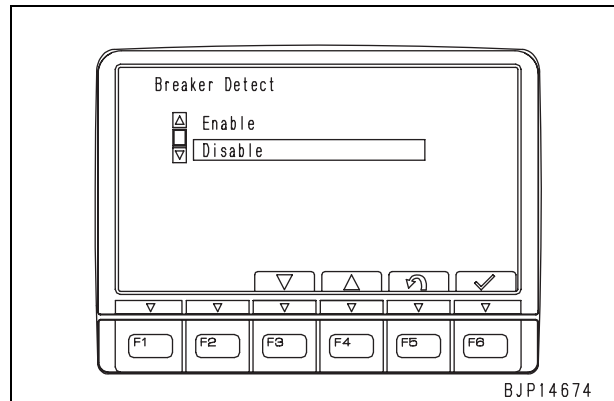 Breaker Detect
Enable
Disable
F1 F2 F3 F4 F5 F6
BJP14674